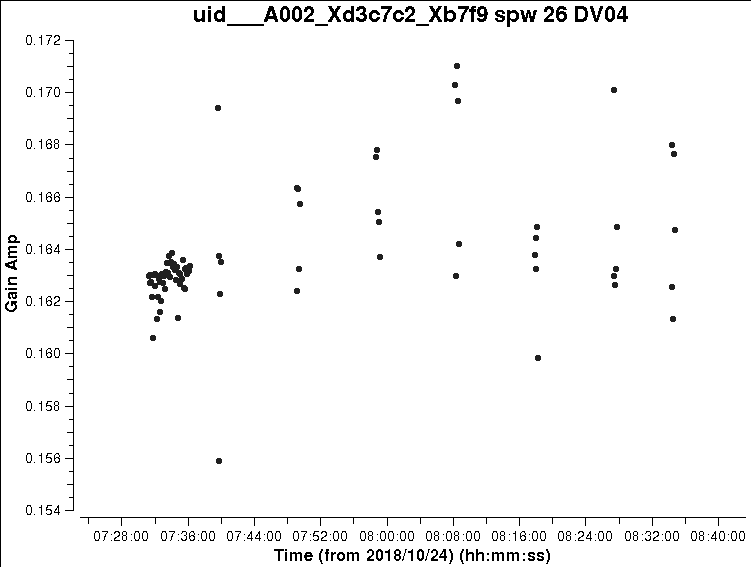 uid___A002_Xd3c7c2_Xb7f9 spw 26 DV04
0.172
0.170
0.168
0.166
0.164
0.162
0.160
0.158
0.156
0.154
Gain Amp
07:28:00 07:36:00 07:44:00 07:52:00 08:00:00 08:08:00 08:16:00 08:24:00 08:32:00 08:40:00
Time (from 2018/10/24) (hh:mm:ss)